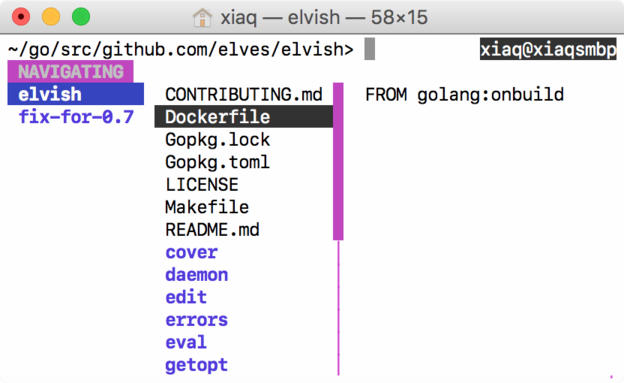 xiaq — elvish — 58×15
~/go/src/github.com/elves/elvish> xiaq@xiaqsmbp
NAVIGATING
elvish CONTRIBUTING.md FROM golang:onbuild
fix-for-0.7 Dockerfile
Gopkg.lock
Gopkg.toml
LICENSE
Makefile
README.md
cover
daemon
edit
errors
eval
getopt